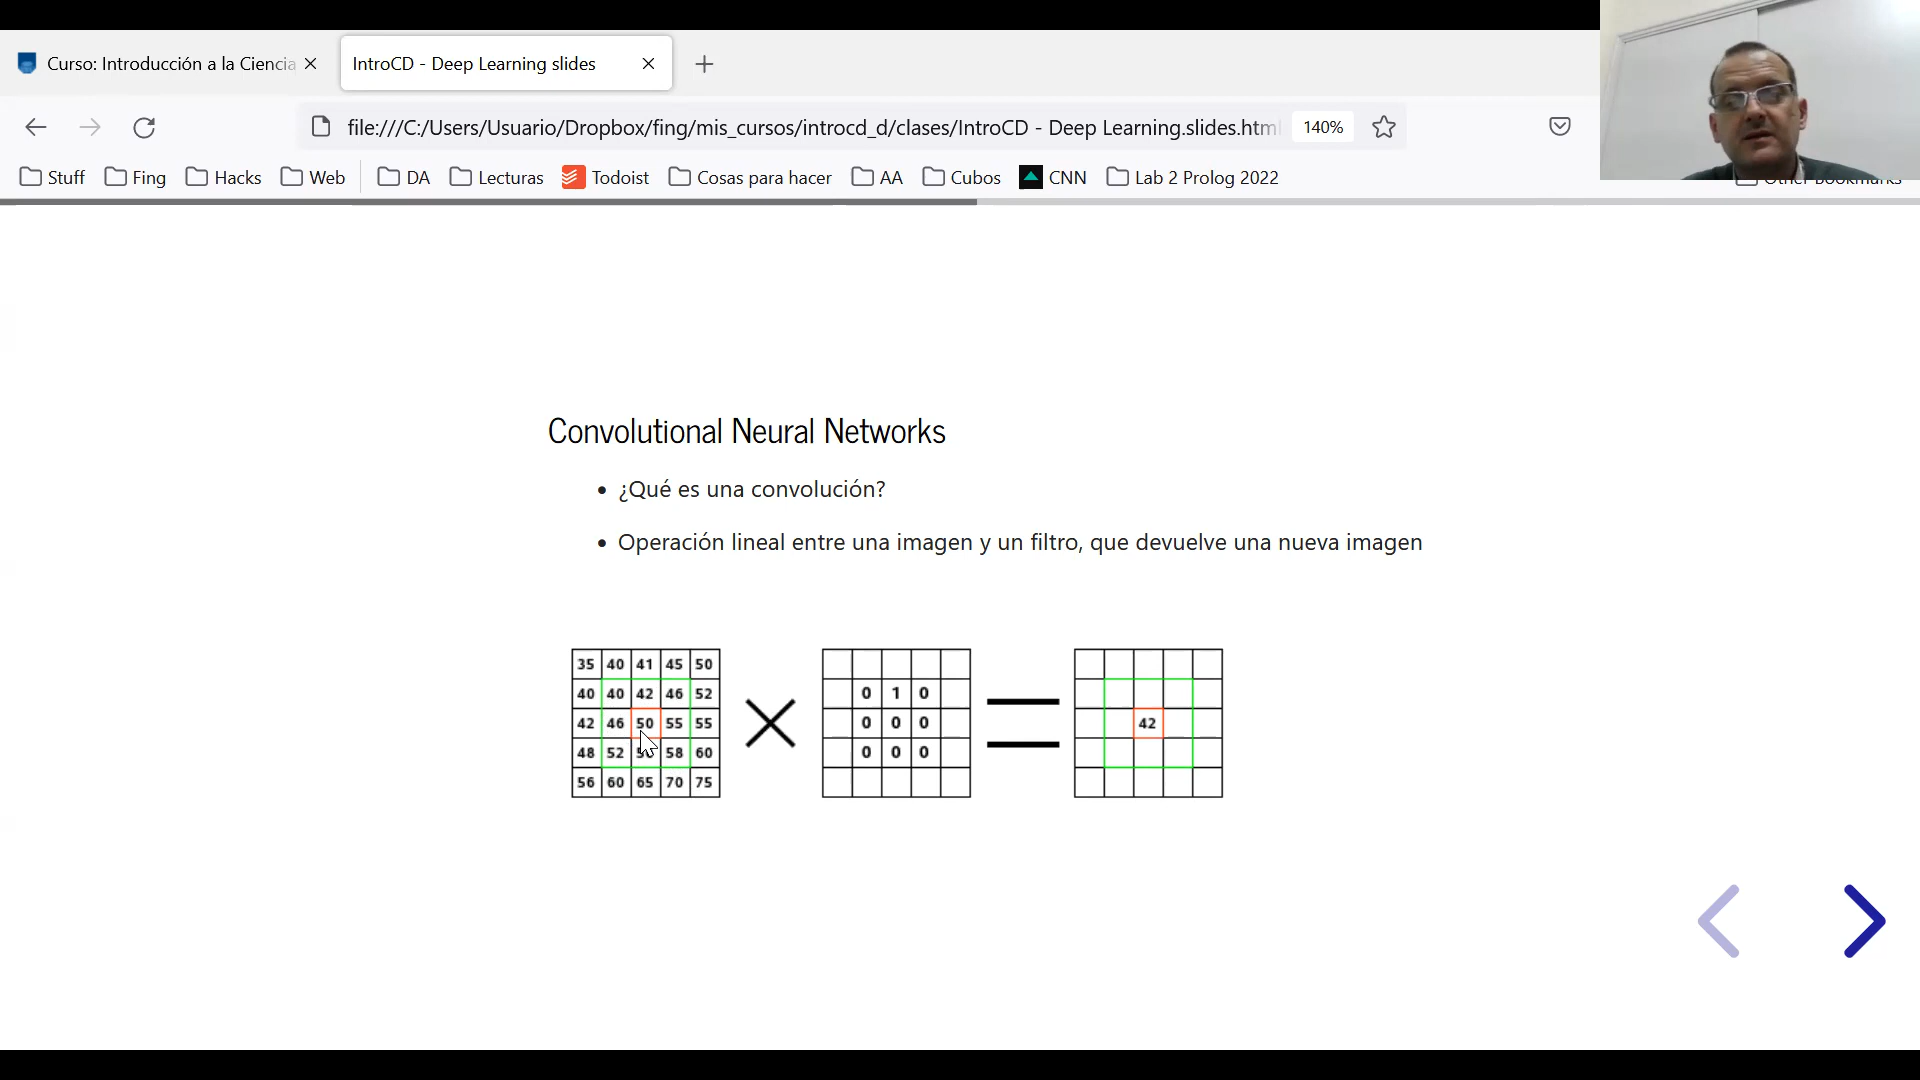 Curso: Introducción a la Ciencia
IntroCD - Deep Learning slides
file:///C:/Users/Usuario/Dropbox/fing/mis_cursos/introcd_d/clases/IntroCD - Deep Learning.slides.htm
140%
Stuff Fing Hacks Web DA Lecturas Todoist Cosas para hacer AA Cubos CNN Lab 2 Prolog 2022
Convolutional Neural Networks
• ¿Qué es una convolución?
• Operación lineal entre una imagen y un filtro, que devuelve una nueva imagen
35 40 41 45 50
40 40 42 46 52 0 1 0
42 46 50 55 55 0 0 0 42
48 52 58 60 0 0 0
56 60 65 70 75